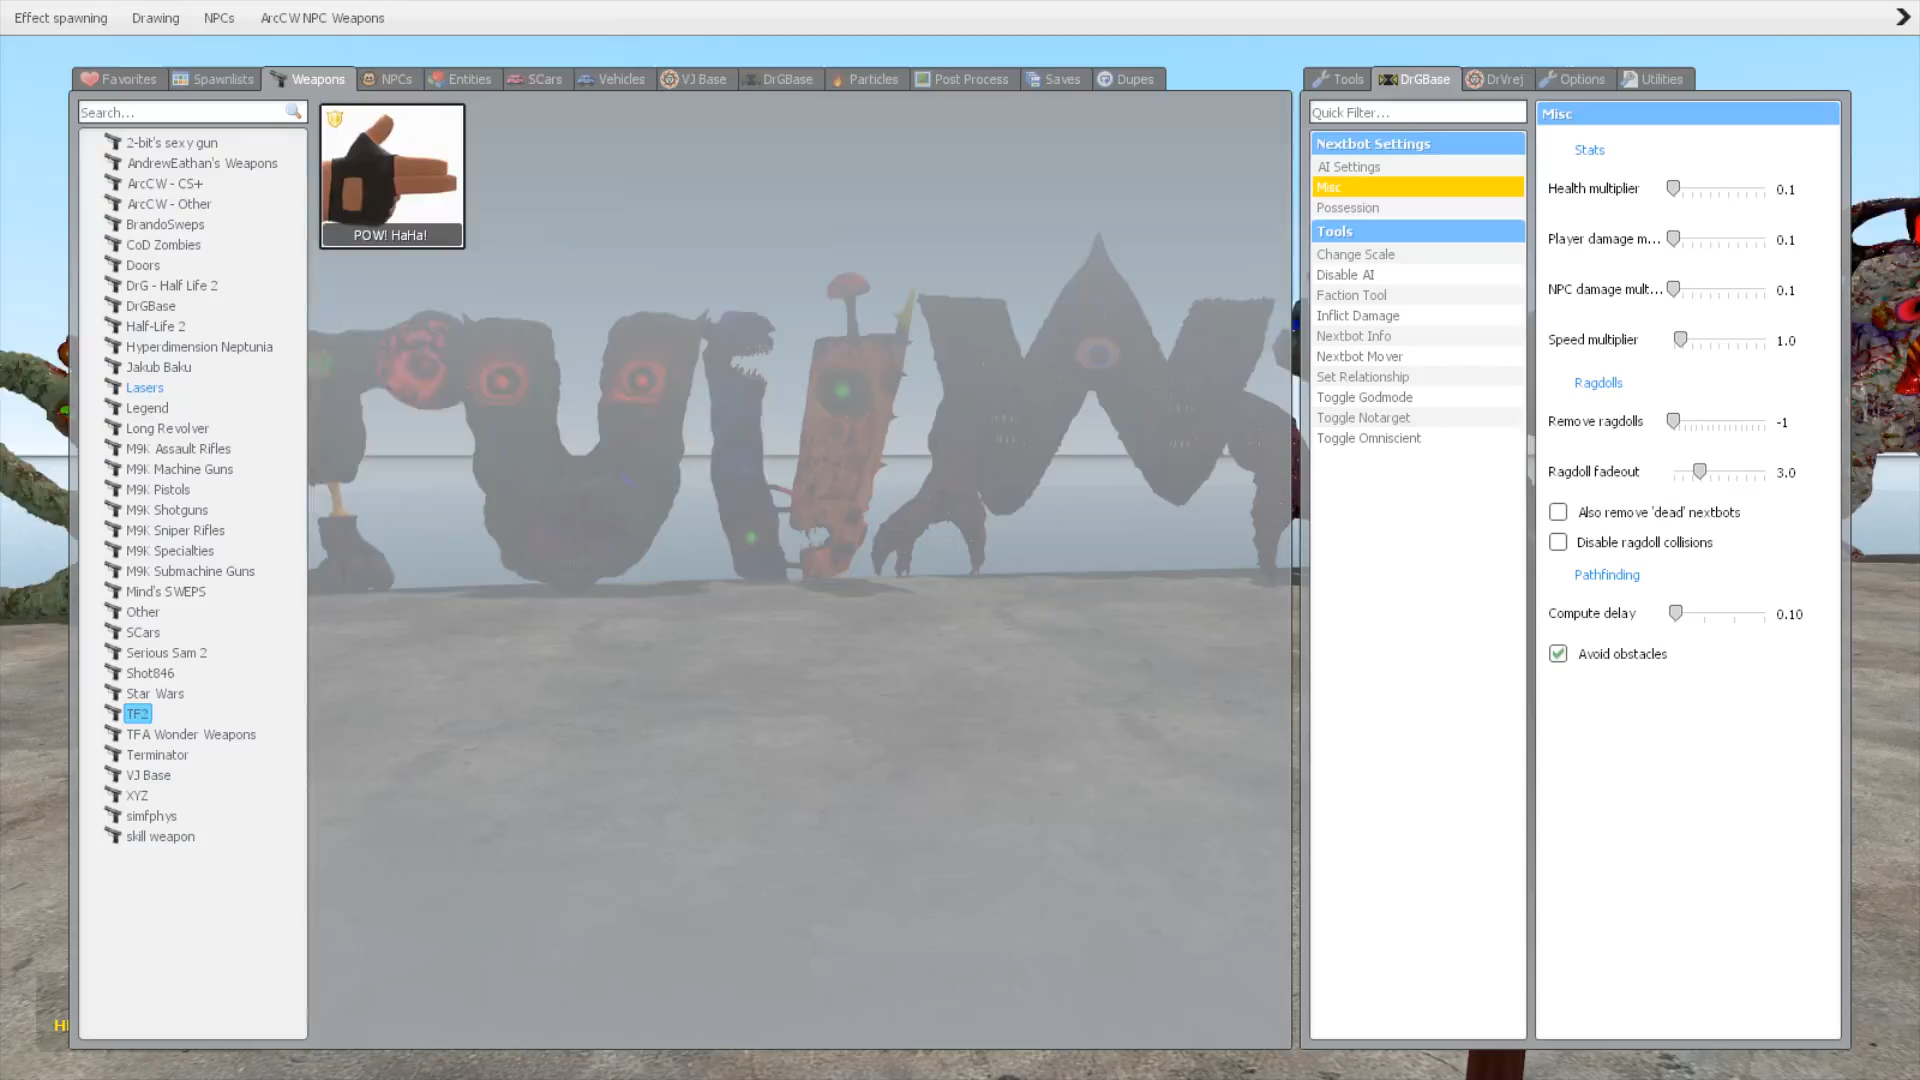 Effect spawning Drawing NPCs ArcCW NPC Weapons
Favorites Spawnlists Weapons NPCs Entities SCars Vehicles VJ Base DrGBase Particles Post Process Saves Dupes
Search...
2-bit's sexy gun
AndrewEathan's Weapons
ArcCW - CS+
ArcCW - Other
BrandoSweps
CoD Zombies
Doors
DrG - Half Life 2
DrGBase
Half-Life 2
Hyperdimension Neptunia
Jakub Baku
Lasers
Legend
Long Revolver
M9K Assault Rifles
M9K Machine Guns
M9K Pistols
M9K Shotguns
M9K Sniper Rifles
M9K Specialties
M9K Submachine Guns
Mind's SWEPS
Other
SCars
Serious Sam 2
Shot846
Star Wars
TF2
TFA Wonder Weapons
Terminator
VJ Base
XYZ
simfphys
skill weapon
POW! HaHa!
Tools DrGBase DrVrej Options Utilities
Quick Filter...
Nextbot Settings
AI Settings
Misc
Possession
Tools
Change Scale
Disable AI
Faction Tool
Inflict Damage
Nextbot Info
Nextbot Mover
Set Relationship
Toggle Godmode
Toggle Notarget
Toggle Omniscient
Misc
Stats
Health multiplier 0.1
Player damage m... 0.1
NPC damage mult... 0.1
Speed multiplier 1.0
Ragdolls
Remove ragdolls -1
Ragdoll fadeout 3.0
Also remove 'dead' nextbots
Disable ragdoll collisions
Pathfinding
Compute delay 0.10
Avoid obstacles